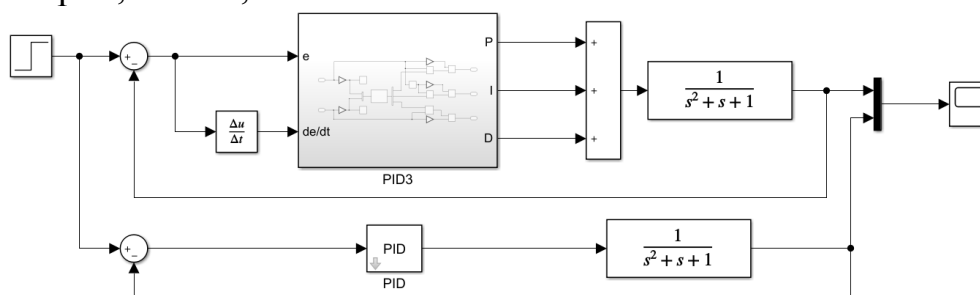 +
−
e
de/dt
P
I
D
PID3
Δu
Δt
+
+
+
1
s² + s + 1
+
−
PID
PID
1
s² + s + 1